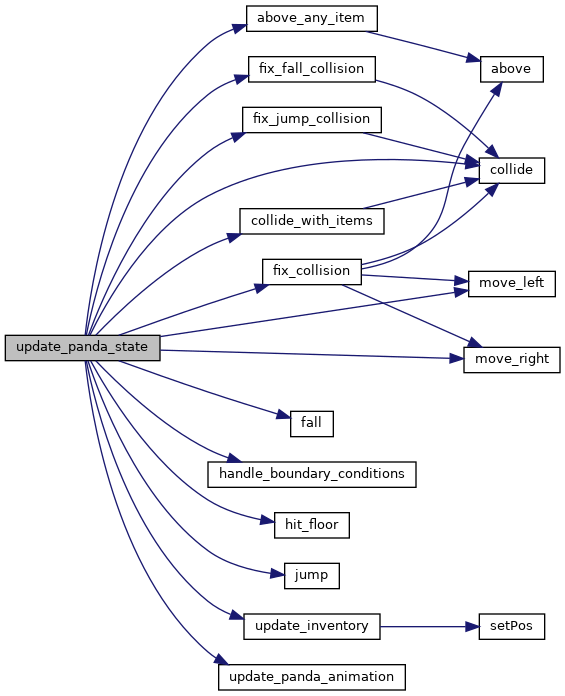 above_any_item
above
fix_fall_collision
fix_jump_collision
collide
collide_with_items
fix_collision
move_left
update_panda_state
move_right
fall
handle_boundary_conditions
hit_floor
jump
update_inventory
setPos
update_panda_animation